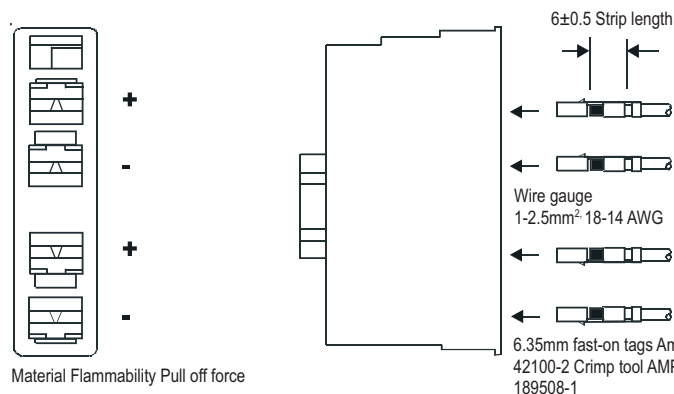 6±0.5 Strip length
+
-
+
-
Wire gauge
1-2.5mm², 18-14 AWG
6.35mm fast-on tags
42100-2 Crimp tool
189508-1
Material Flammability Pull off force